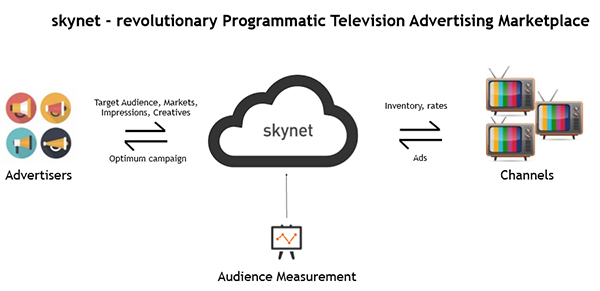 skynet - revolutionary Programmatic Television Advertising Marketplace
Target Audience, Markets,
Impressions, Creatives
Optimum campaign
Advertisers
skynet
Inventory, rates
Ads
Channels
Audience Measurement